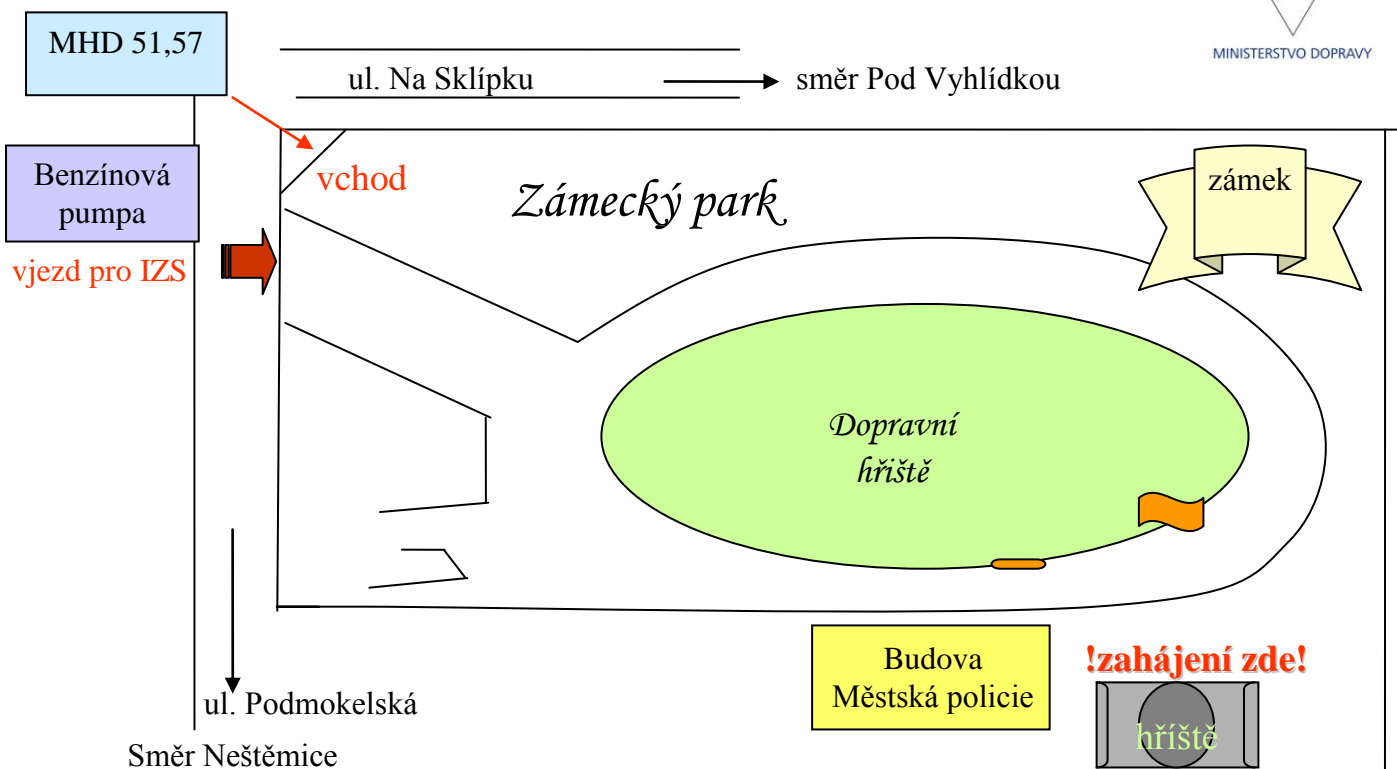 MHD 51,57
MINISTERSTVO DOPRAVY
ul. Na Sklípku
směr Pod Vyhlídkou
Benzínová
pumpa
vchod
Zámecký park
zámek
vjezd pro IZS
Dopravní
hřiště
Budova
Městská policie
!zahájení zde!
hříště
ul. Podmokelská
Směr Neštěmice